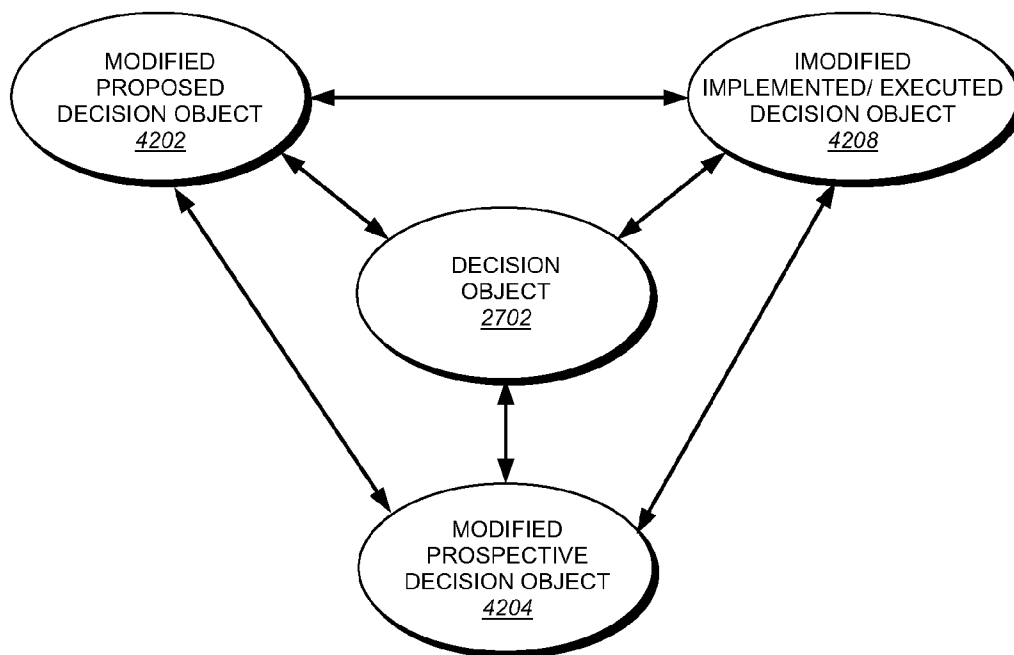 MODIFIED
PROPOSED
DECISION OBJECT
4202
IMODIFIED
IMPLEMENTED/ EXECUTED
DECISION OBJECT
4208
DECISION
OBJECT
2702
MODIFIED
PROSPECTIVE
DECISION OBJECT
4204